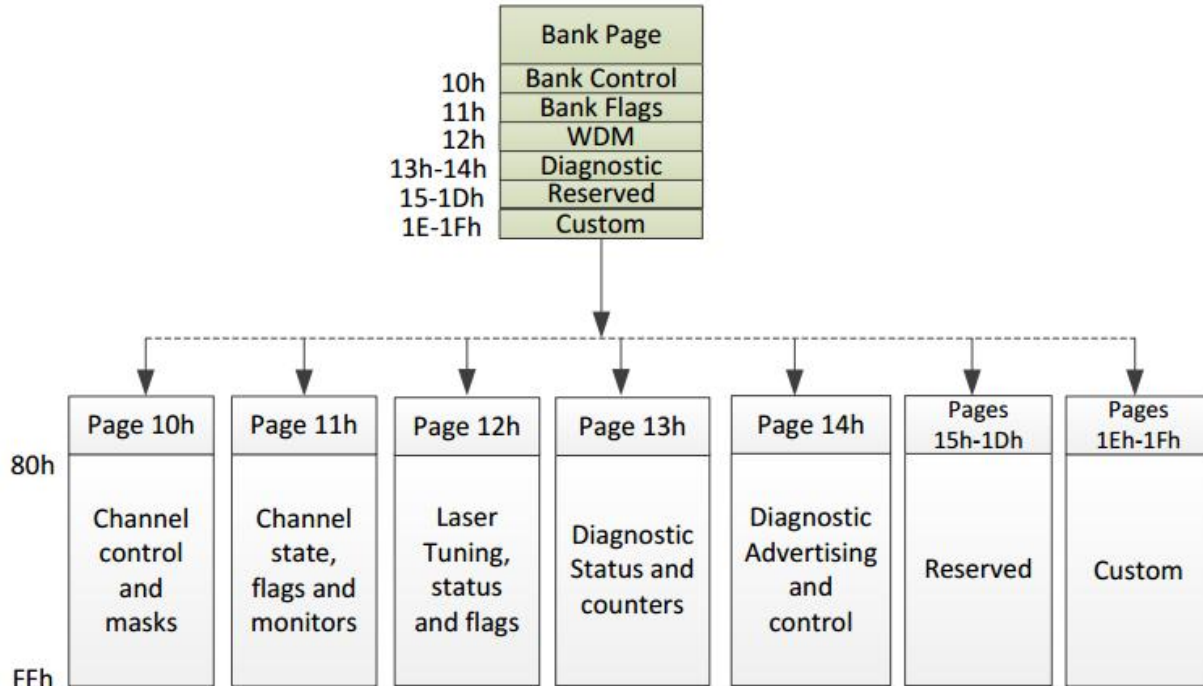 Bank Page
10h Bank Control
11h Bank Flags
12h WDM
13h-14h Diagnostic
15-1Dh Reserved
1E-1Fh Custom
Page 10h
Page 11h
Page 12h
Page 13h
Page 14h
Pages
15h-1Dh
Pages
1Eh-1Fh
80h
Channel
control
and
masks
Channel
state,
flags and
monitors
Laser
Tuning,
status
and flags
Diagnostic
Status and
counters
Diagnostic
Advertising
and
control
Reserved
Custom
FFh